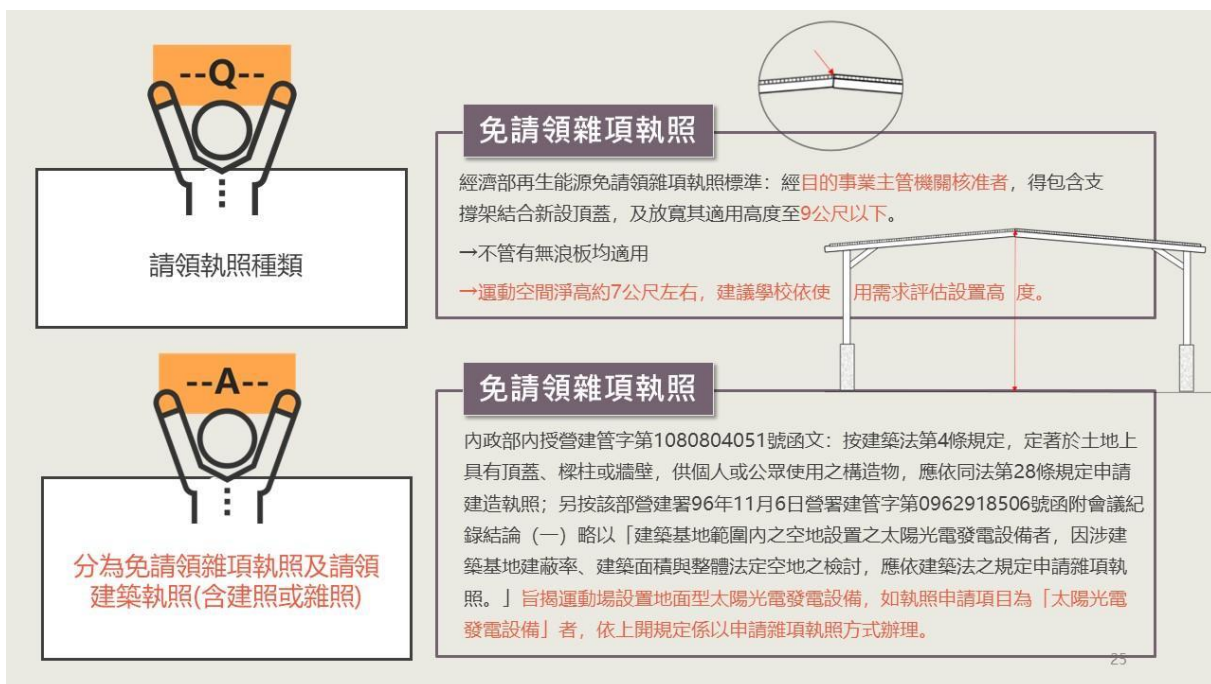 --Q--
請領執照種類
免請領雜項執照
經濟部再生能源免請領雜項執照標準：經目的事業主管機關核准者，得包含支
撐架結合新設頂蓋，及放寬其適用高度至9公尺以下。
→不管有無浪板均適用
→運動空間淨高約7公尺左右，建議學校依使用需求評估設置高度。
--A--
分為免請領雜項執照及請領
建築執照(含建照或雜照)
免請領雜項執照
內政部內授營建管字第1080804051號函文：按建築法第4條規定，定著於土地上
具有頂蓋、樑柱或牆壁，供個人或公眾使用之構造物，應依同法第28條規定申請
建造執照；另按該部營建署96年11月6日營署建管字第0962918506號函附會議紀
錄結論（一）略以「建築基地範圍內之空地設置之太陽光電發電設備者，因涉建
築基地建蔽率、建築面積與整體法定空地之檢討，應依建築法之規定申請雜項執
照。」旨揭運動場設置地面型太陽光電發電設備，如執照申請項目為「太陽光電
發電設備」者，依上開規定係以申請雜項執照方式辦理。
25